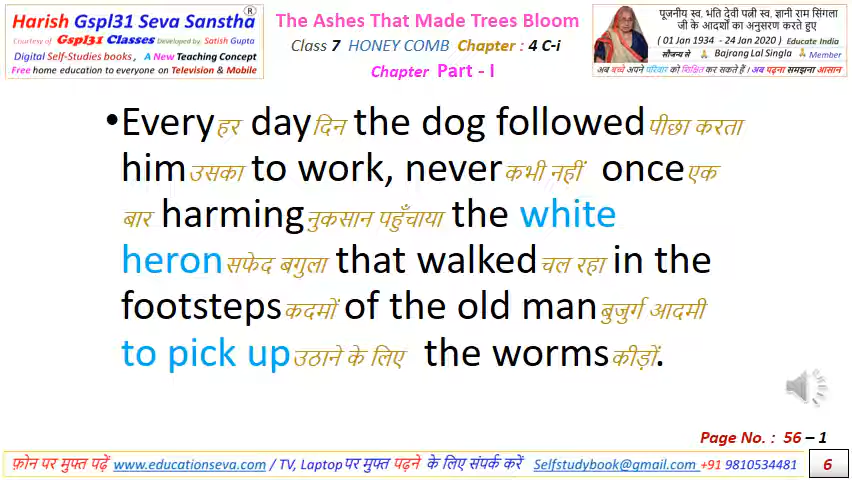 Harish Gspl31 Seva Sanstha®
Courtesy of Gspl31 Classes Developed by Satish Gupta
Digital Self-Studies books, A New Teaching Concept
Free home education to everyone on Television & Mobile
The Ashes That Made Trees Bloom
Class 7 HONEY COMB Chapter : 4 C-i
Chapter Part - I
पूजनीय स्व. भंति देवी पत्नी स्व. ज्ञानी राम सिंगला
जी के आदर्शों का अनुसरण करते हुए
( 01 Jan 1934 - 24 Jan 2020 ) Educate India
सौजन्य से 🙏 Bajrang Lal Singla 🙏 Member
अब बच्चे अपने परिवार को शिक्षित कर सकते हैं । अब पढ़ना समझना आसान
•Everyहर dayदिन the dog followedपीछा करता
himउसका to work, neverकभी नहीं onceएक
बार harmingनुकसान पहुँचाया the white
heronसफेद बगुला that walkedचल रहा in the
footstepsकदमों of the old manबुजुर्ग आदमी
to pick upउठाने के लिए the wormsकीड़ों.
Page No. : 56 – 1
फ़ोन पर मुफ्त पढ़ें www.educationseva.com / TV, Laptop पर मुफ्त पढ़ने के लिए संपर्क करें Selfstudybook@gmail.com +91 9810534481
6